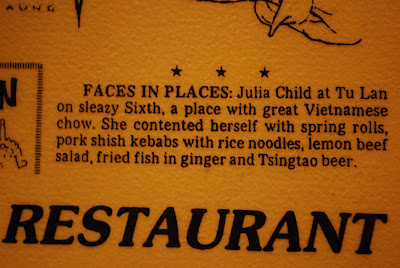 AUNG
N
★ ★ ★
FACES IN PLACES: Julia Child at Tu Lan
on sleazy Sixth, a place with great Vietnamese
chow. She contented herself with spring rolls,
pork shish kebabs with rice noodles, lemon beef
salad, fried fish in ginger and Tsingtao beer.
RESTAURANT